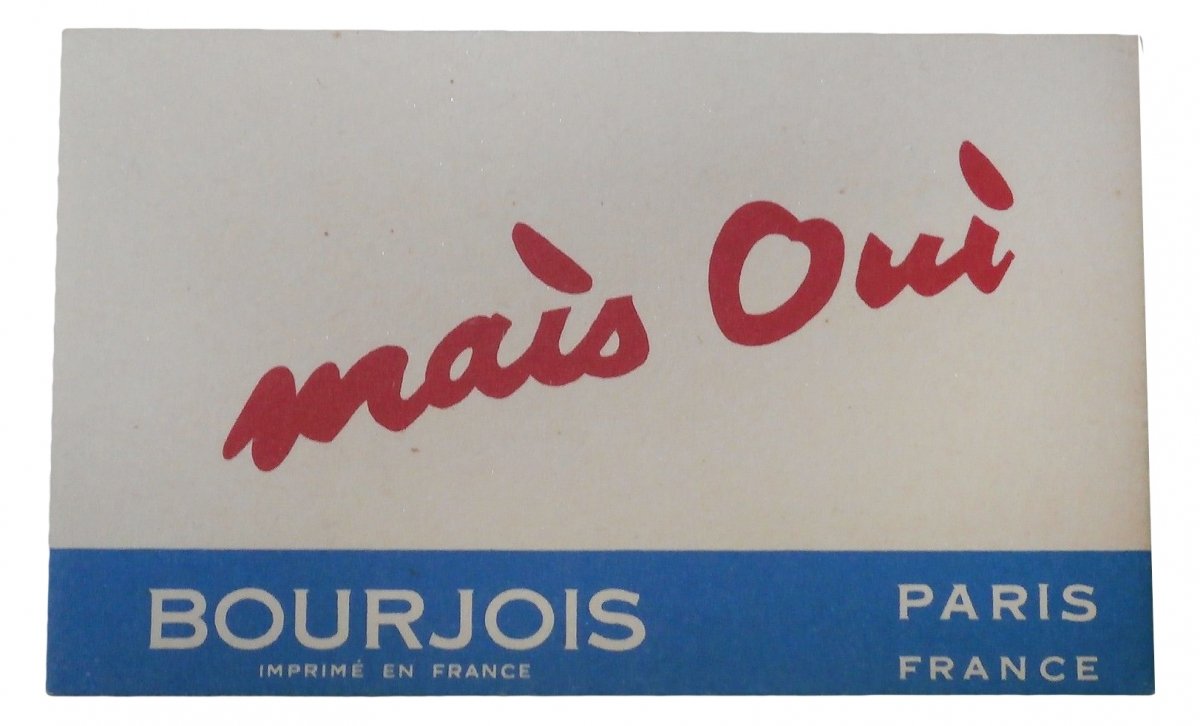 mais Oui
BOURJOIS
IMPRIMÉ EN FRANCE
PARIS
FRANCE